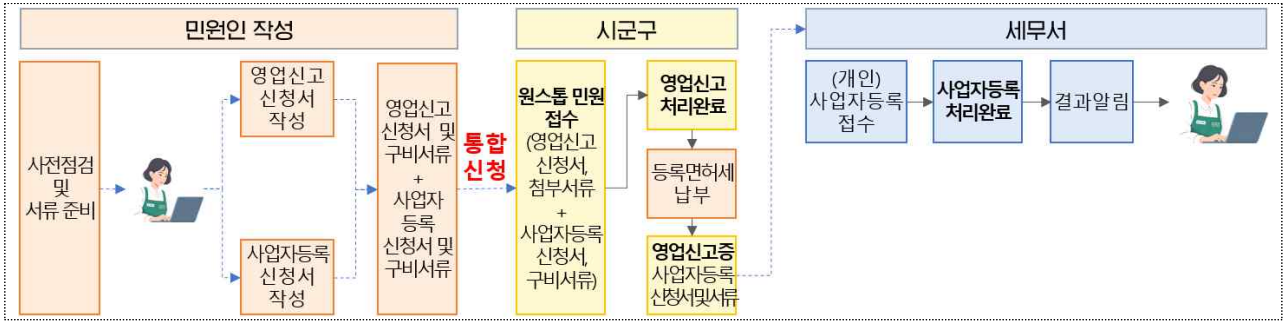 민원인 작성
사전점검
및
서류 준비
영업신고
신청서
작성
사업자등록
신청서
작성
영업신고
신청서 및
구비서류
+
사업자
등록
신청서 및
구비서류
통합
신청
시군구
원스톱 민원
접수
(영업신고
신청서,
첨부서류
+
사업자등록
신청서,
구비서류)
영업신고
처리완료
등록면허세
납부
영업신고증
사업자등록
신청서및서류
세무서
(개인)
사업자등록
접수
사업자등록
처리완료
결과알림